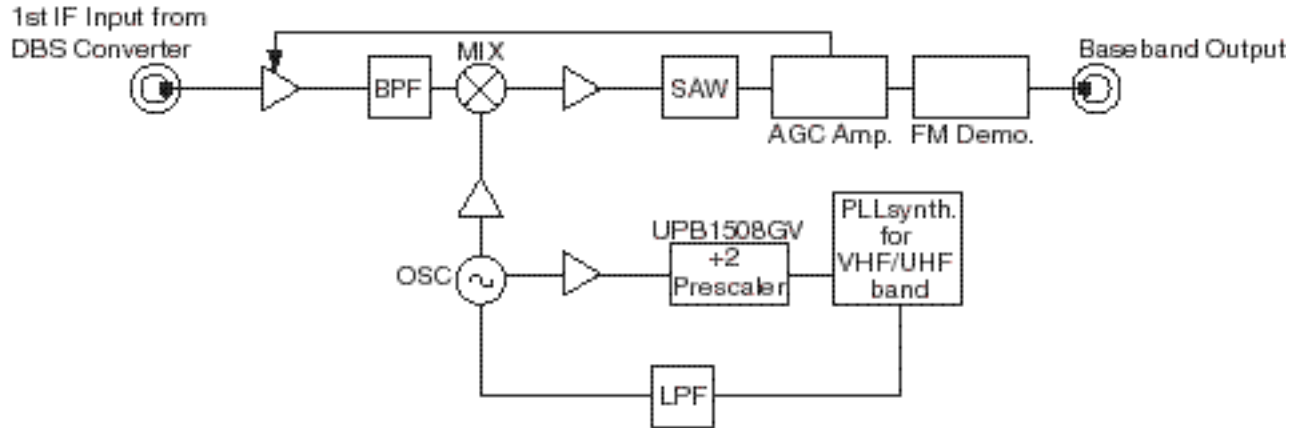 1st IF Input from
DBS Converter
MIX
Baseband Output
BPF
SAW
AGC Amp.
FM Demo.
OSC
UPB1508GV
+2
Prescaler
PLLsynth.
for
VHF/UHF
band
LPF